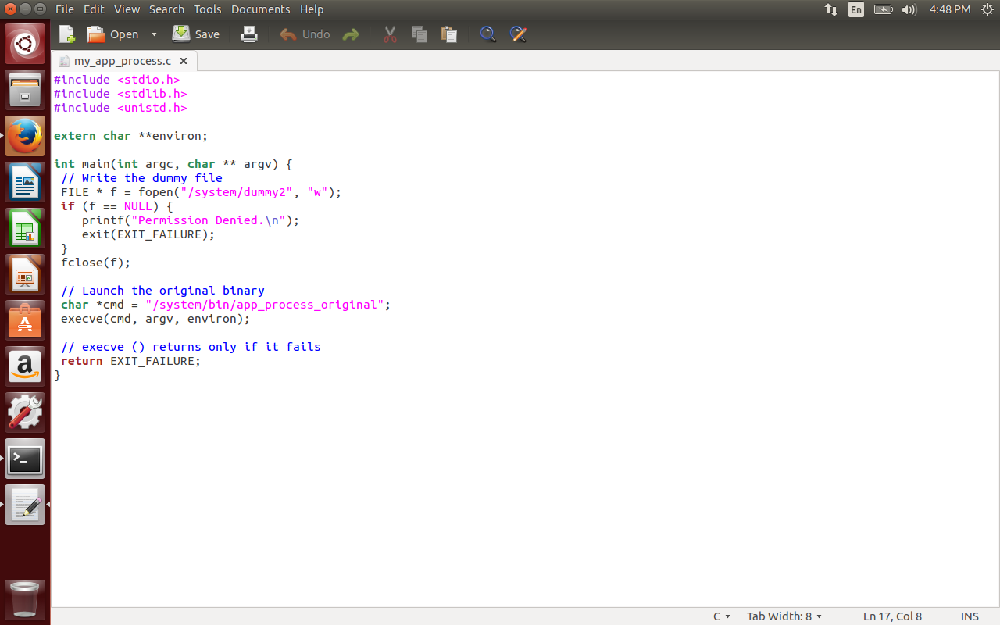 File Edit View Search Tools Documents Help
En 4:48 PM
Open Save Undo
my_app_process.c
#include <stdio.h>
#include <stdlib.h>
#include <unistd.h>
extern char **environ;
int main(int argc, char ** argv) {
// Write the dummy file
FILE * f = fopen("/system/dummy2", "w");
if (f == NULL) {
printf("Permission Denied.\n");
exit(EXIT_FAILURE);
}
fclose(f);
// Launch the original binary
char *cmd = "/system/bin/app_process_original";
execve(cmd, argv, environ);
// execve () returns only if it fails
return EXIT_FAILURE;
}
C Tab Width: 8 Ln 17, Col 8 INS